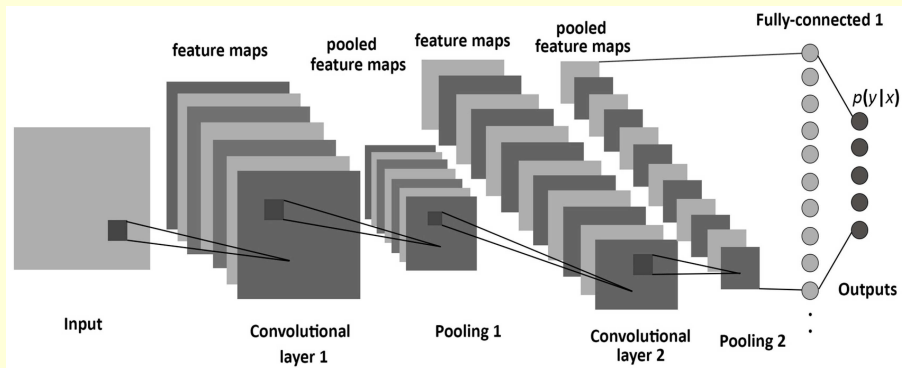 Fully-connected 1
feature maps
pooled
feature maps
feature maps
pooled
feature maps
p(y|x)
Input
Convolutional
layer 1
Pooling 1
Convolutional
layer 2
Pooling 2
Outputs